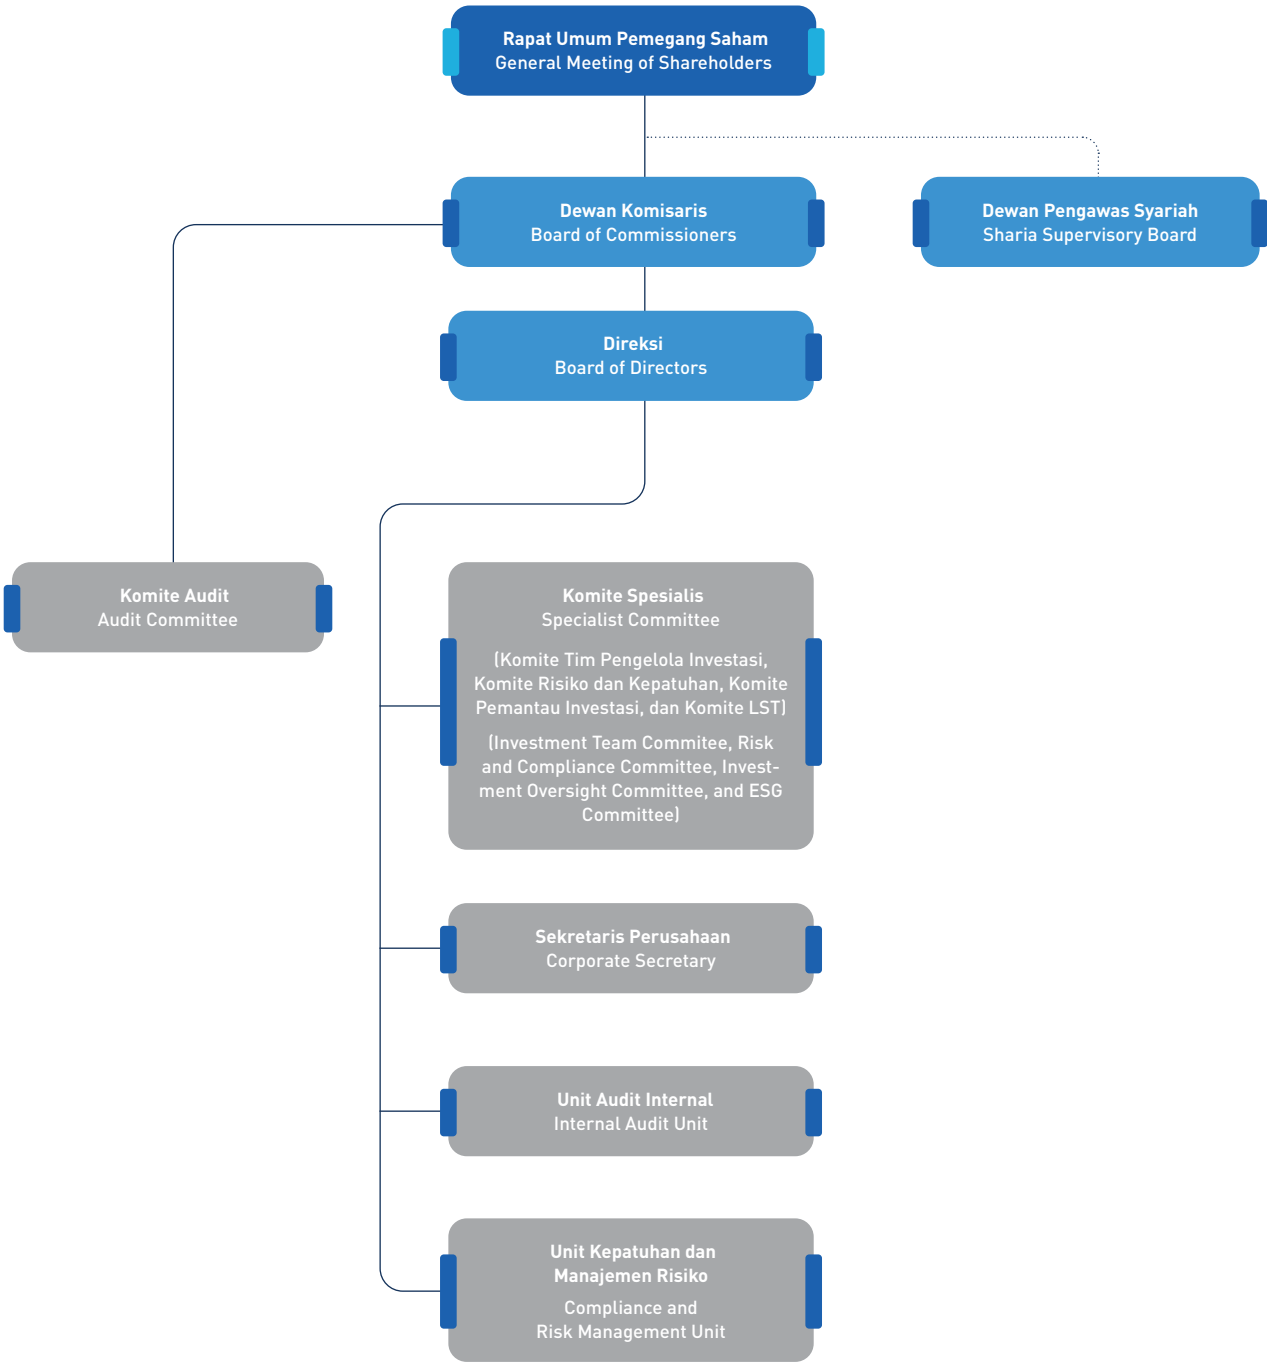 Rapat Umum Pemegang Saham
General Meeting of Shareholders
Dewan Komisaris
Board of Commissioners
Dewan Pengawas Syariah
Sharia Supervisory Board
Direksi
Board of Directors
Komite Audit
Audit Committee
Komite Spesialis
Specialist Committee
(Komite Tim Pengelola Investasi,
Komite Risiko dan Kepatuhan, Komite
Pemantau Investasi, dan Komite LST)
(Investment Team Commitee, Risk
and Compliance Committee, Invest-
ment Oversight Committee, and ESG
Committee)
Sekretaris Perusahaan
Corporate Secretary
Unit Audit Internal
Internal Audit Unit
Unit Kepatuhan dan
Manajemen Risiko
Compliance and
Risk Management Unit